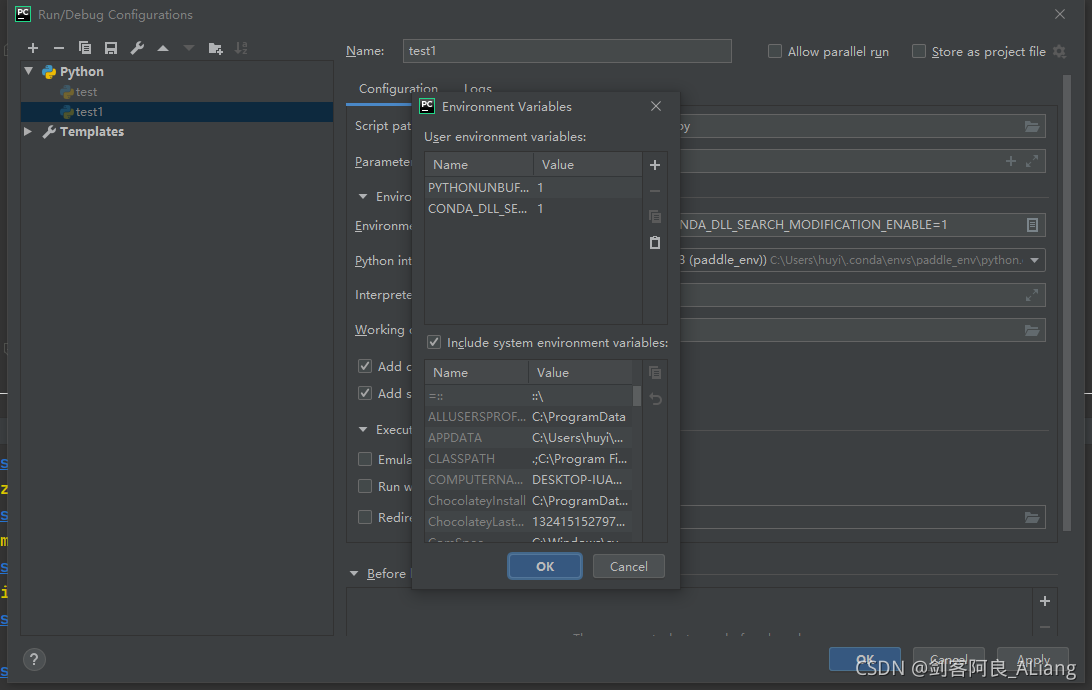 PC Run/Debug Configurations
Name: test1
Allow parallel run
Store as project file
Python
test
test1
Templates
Configuration Logs
Script pat
py
Paramete
Enviro
Environme
NDA_DLL_SEARCH_MODIFICATION_ENABLE=1
Python int
3 (paddle_env)) C:\Users\huyi\.conda\envs\paddle_env\python.
Interprete
Working
Add
Add s
Execut
Emula
Run w
Redire
Before
PC Environment Variables
User environment variables:
Name Value
PYTHONUNBUF... 1
CONDA_DLL_SE... 1
Include system environment variables:
Name Value
=:: ::\
ALLUSERSPROF... C:\ProgramData
APPDATA C:\Users\huyi\...
CLASSPATH .;C:\Program Fi...
COMPUTERNA... DESKTOP-IUA...
ChocolateyInstall C:\ProgramDat...
ChocolateyLast... 132415152797...
OK Cancel
?
OK Cancel Apply
CSDN @剑客阿良_ALiang